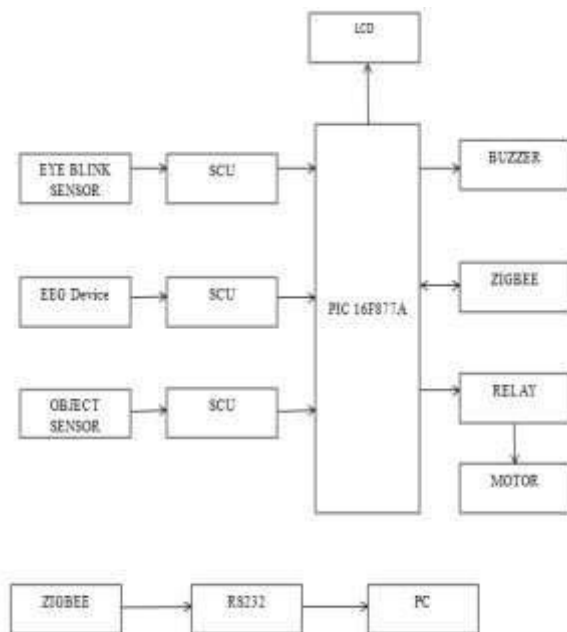 LCD
EYE BLINK
SENSOR
SCU
BUZZER
EEG Device
SCU
PIC 16F877A
ZIGBEE
OBJECT
SENSOR
SCU
RELAY
MOTOR
ZIGBEE
RS232
PC